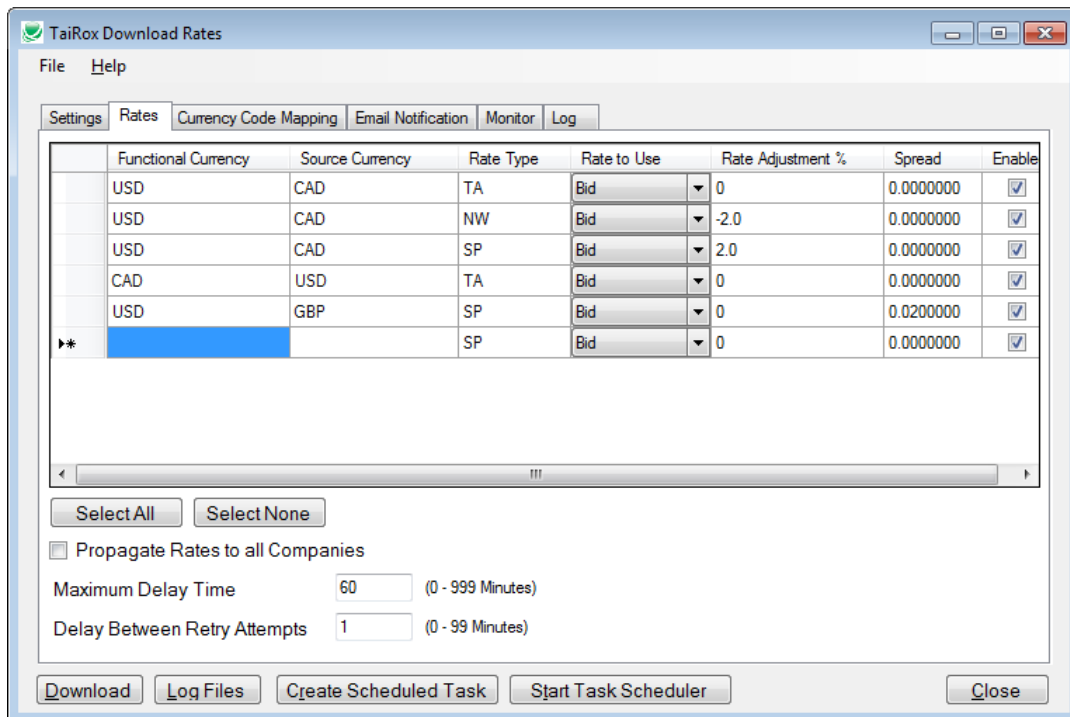 TaiRox Download Rates
File Help
Settings Rates Currency Code Mapping Email Notification Monitor Log
Functional Currency Source Currency Rate Type Rate to Use Rate Adjustment % Spread Enable
USD CAD TA Bid 0 0.0000000
USD CAD NW Bid -2.0 0.0000000
USD CAD SP Bid 2.0 0.0000000
CAD USD TA Bid 0 0.0000000
USD GBP SP Bid 0 0.0200000
SP Bid 0 0.0000000
Select All Select None
Propagate Rates to all Companies
Maximum Delay Time 60 (0 - 999 Minutes)
Delay Between Retry Attempts 1 (0 - 99 Minutes)
Download Log Files Create Scheduled Task Start Task Scheduler Close